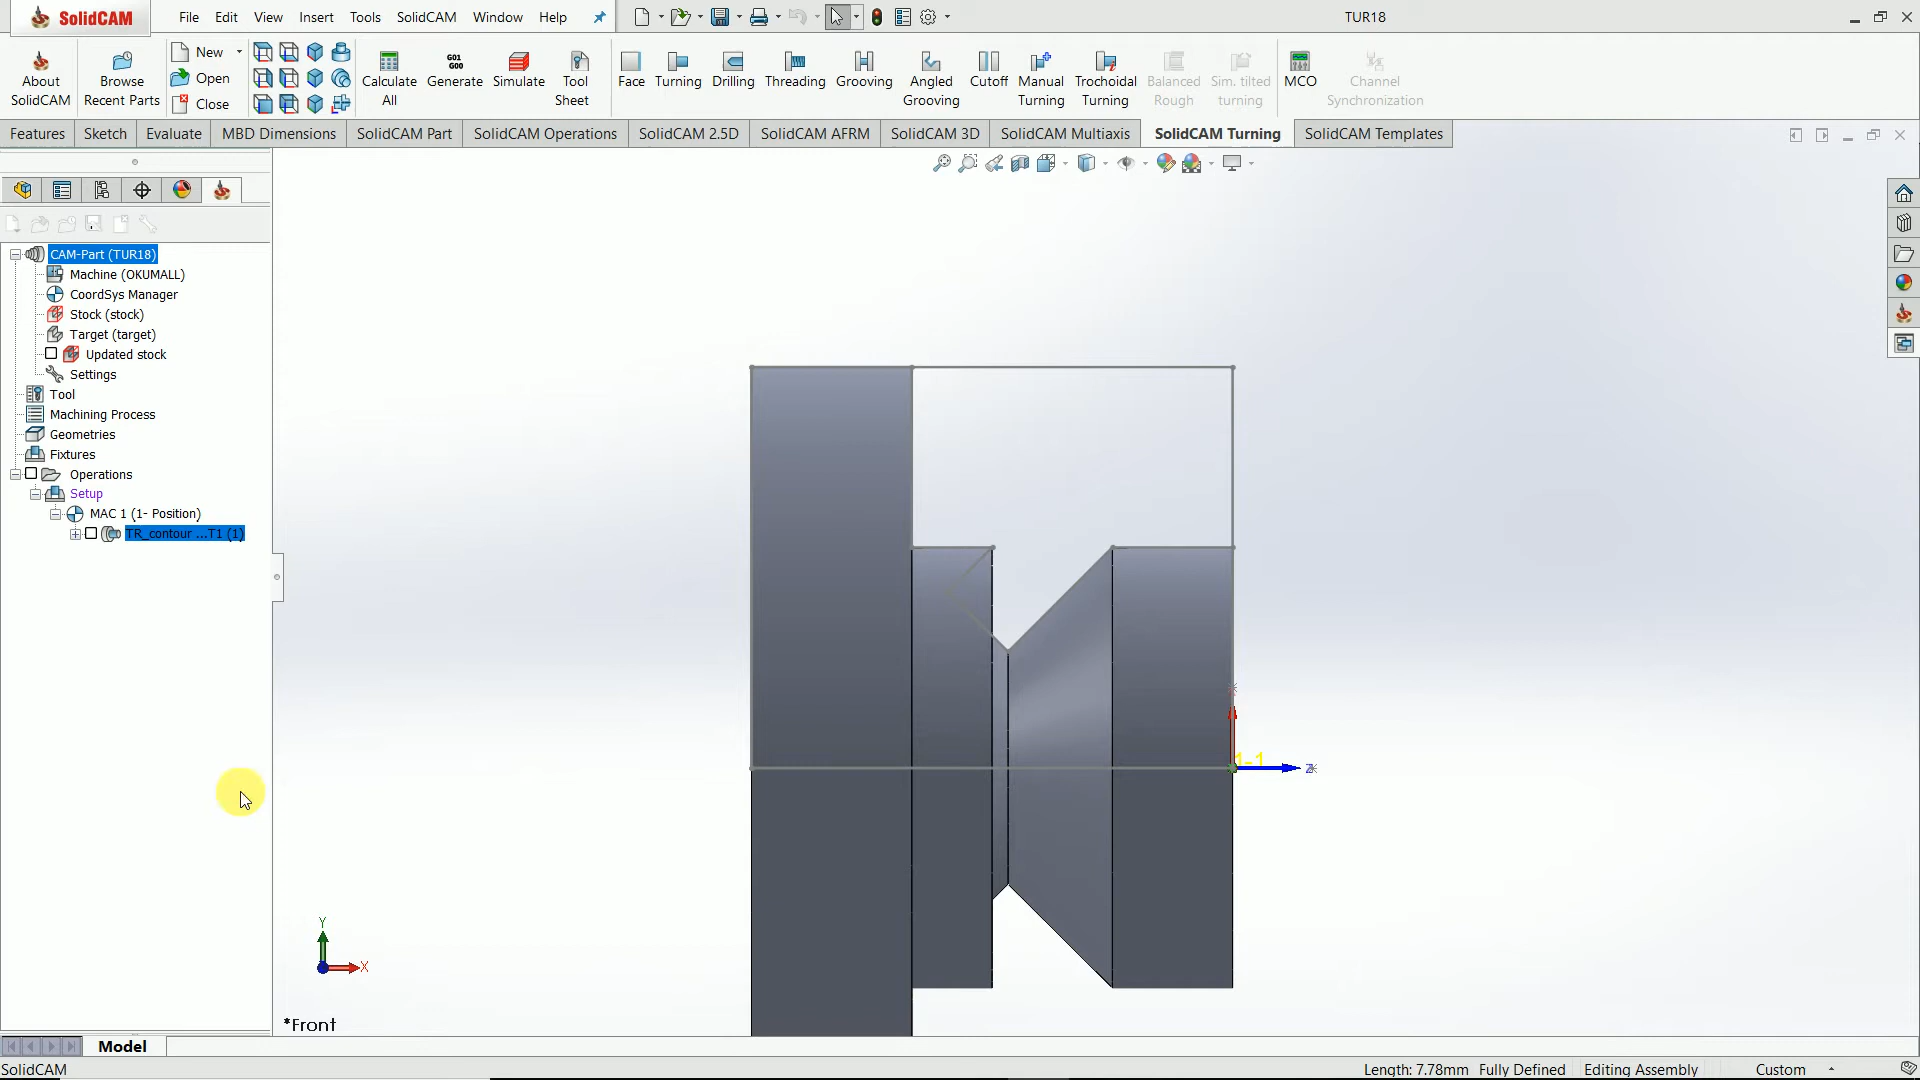 SolidCAM File Edit View Insert Tools SolidCAM Window Help TUR18
About SolidCAM
Browse Recent Parts
New
Open
Close
Calculate All
G01 G00
Generate
Simulate
Tool Sheet
Face
Turning
Drilling
Threading
Grooving
Angled Grooving
Cutoff
Manual Turning
Trochoidal Turning
Balanced Rough
Sim. tilted turning
MCO
Channel Synchronization
Features Sketch Evaluate MBD Dimensions SolidCAM Part SolidCAM Operations SolidCAM 2.5D SolidCAM AFRM SolidCAM 3D SolidCAM Multiaxis SolidCAM Turning SolidCAM Templates
CAM-Part (TUR18)
Machine (OKUMALL)
CoordSys Manager
Stock (stock)
Target (target)
Updated stock
Settings
Tool
Machining Process
Geometries
Fixtures
Operations
Setup
MAC 1 (1- Position)
TR_contour ...T1 (1)
1-1
Z
Y
X
*Front
Model
SolidCAM Length: 7.78mm Fully Defined Editing Assembly Custom